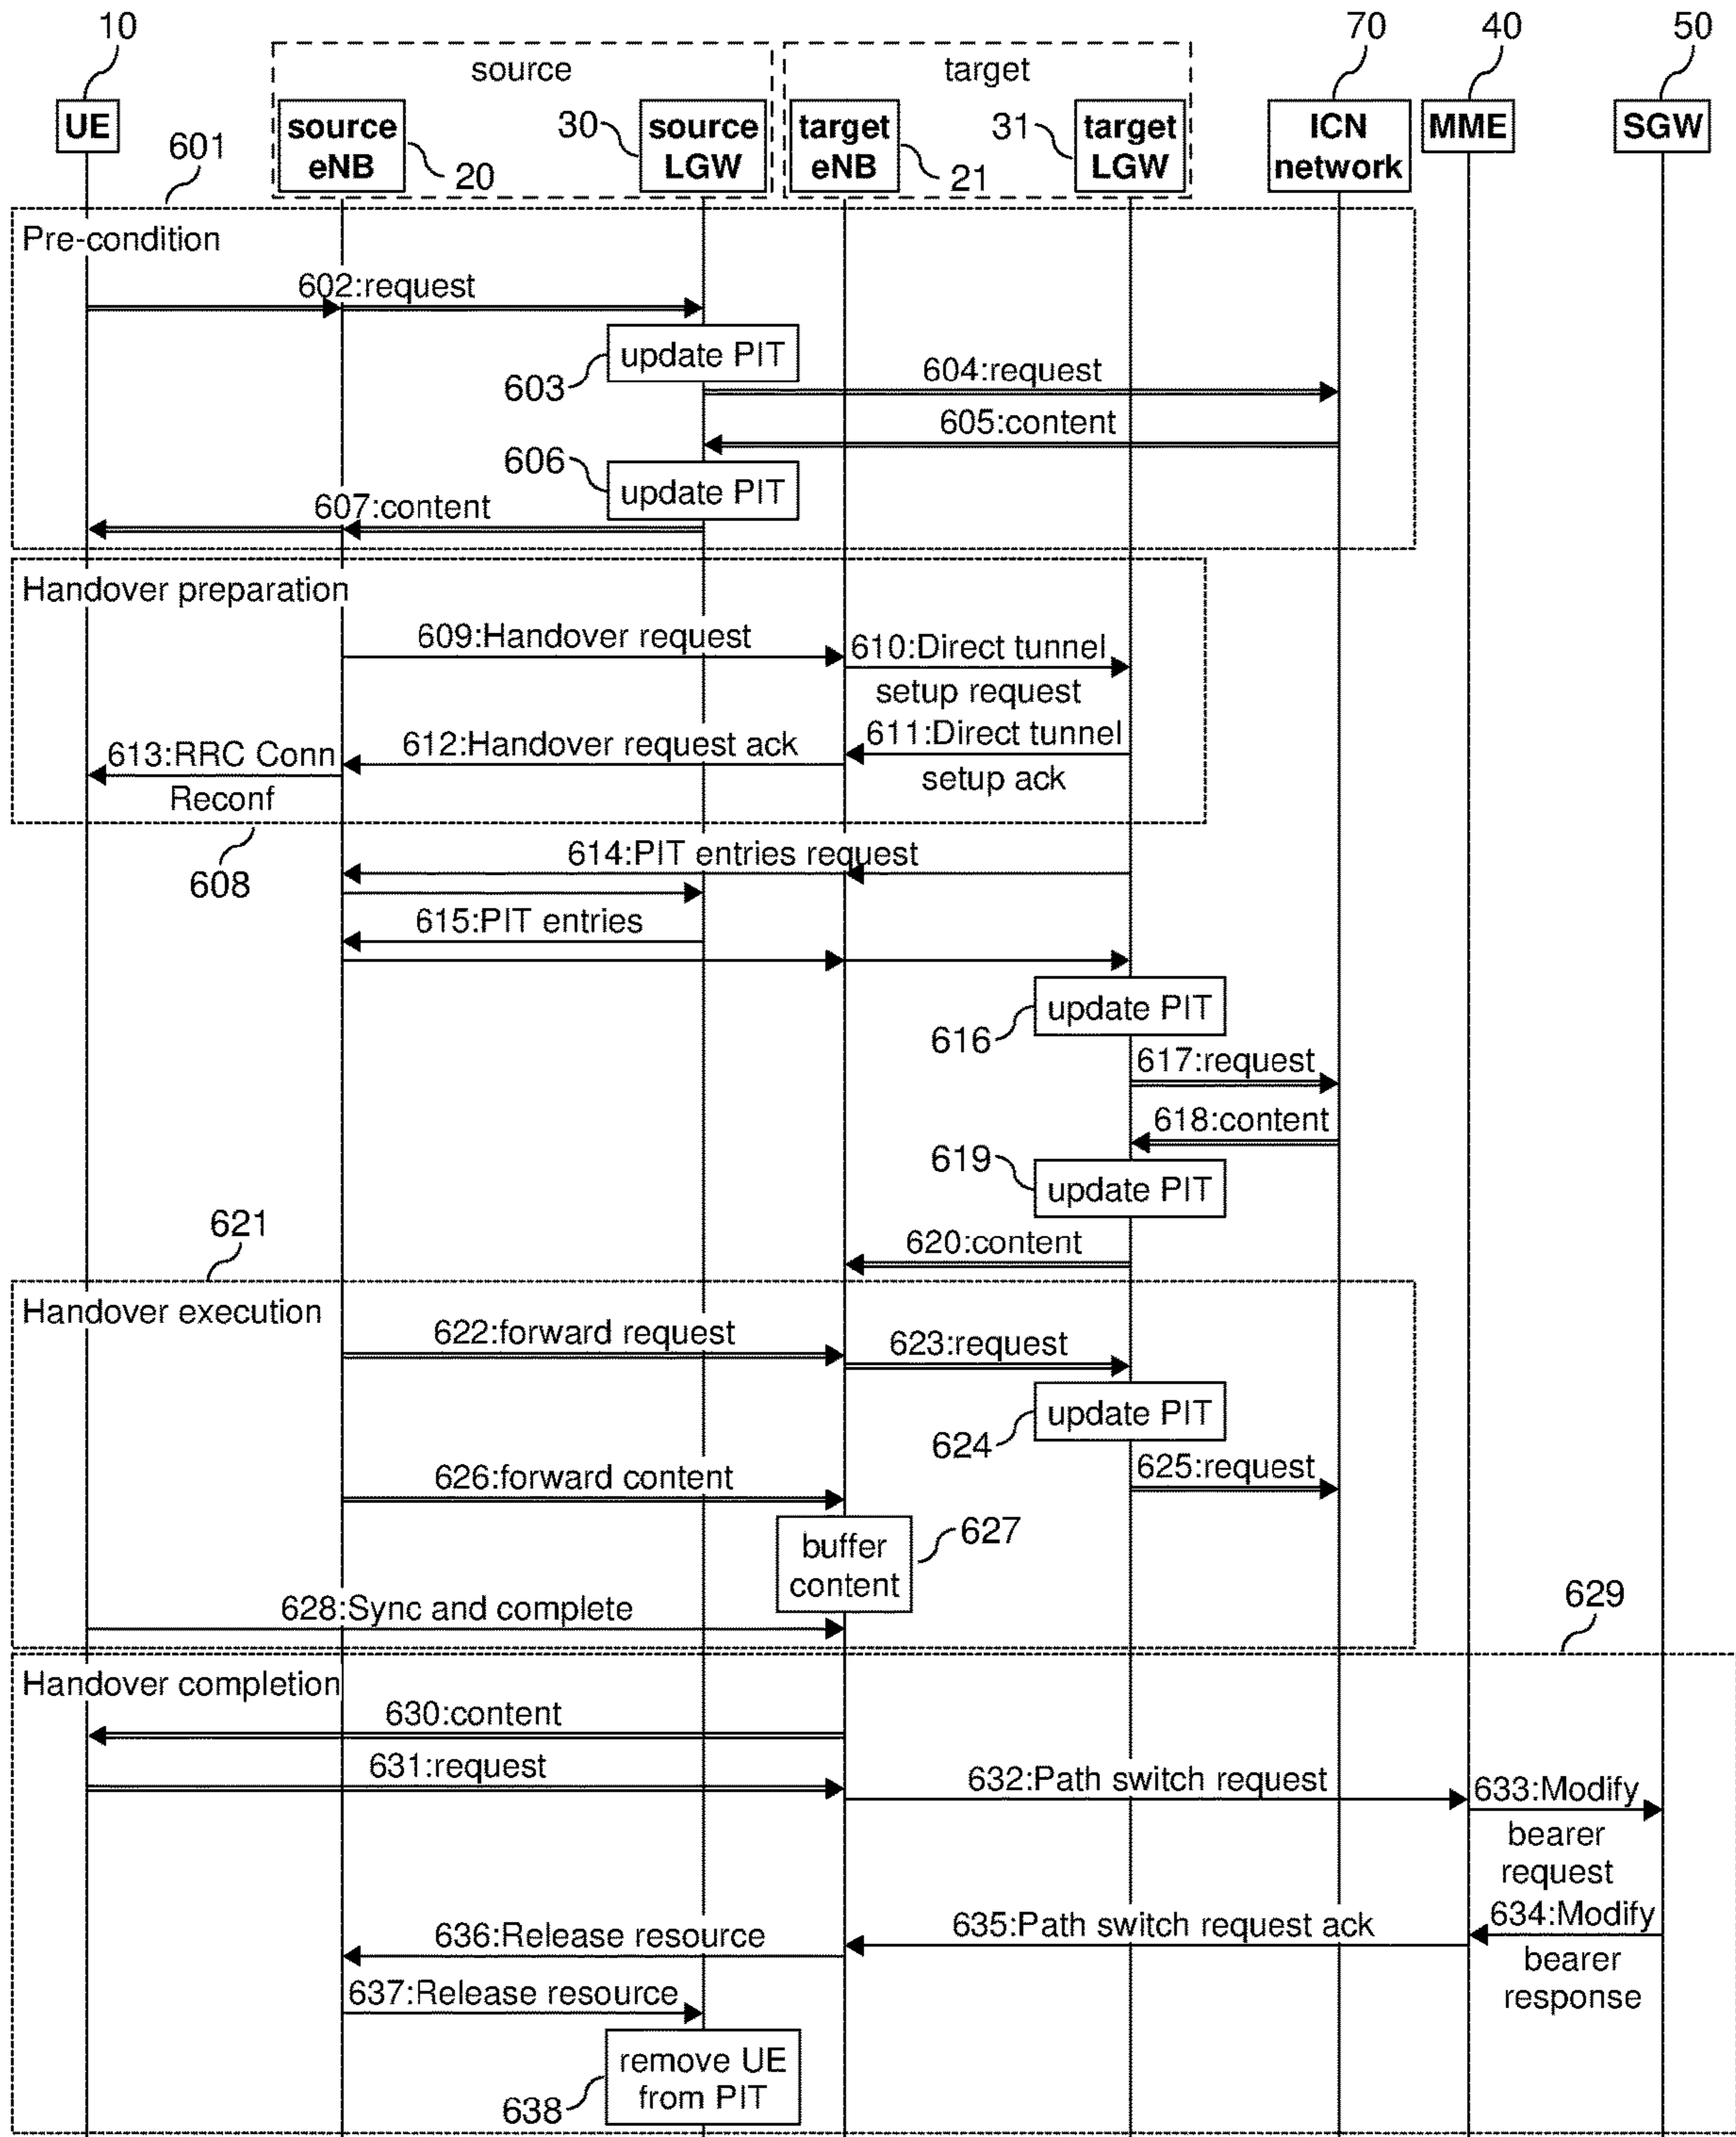 10
70
40
50
source
target
UE
source
eNB
20
30
source
LGW
target
eNB
21
31
target
LGW
ICN
network
MME
SGW
601
Pre-condition
602:request
update PIT
603
604:request
605:content
606
update PIT
607:content
Handover preparation
609:Handover request
610:Direct tunnel
setup request
611:Direct tunnel
setup ack
612:Handover request ack
613:RRC Conn
Reconf
608
614:PIT entries request
615:PIT entries
update PIT
616
617:request
618:content
619
update PIT
620:content
621
Handover execution
622:forward request
623:request
update PIT
624
625:request
626:forward content
buffer
content
627
628:Sync and complete
629
Handover completion
630:content
631:request
632:Path switch request
633:Modify
bearer
request
634:Modify
bearer
response
635:Path switch request ack
636:Release resource
637:Release resource
remove UE
from PIT
638